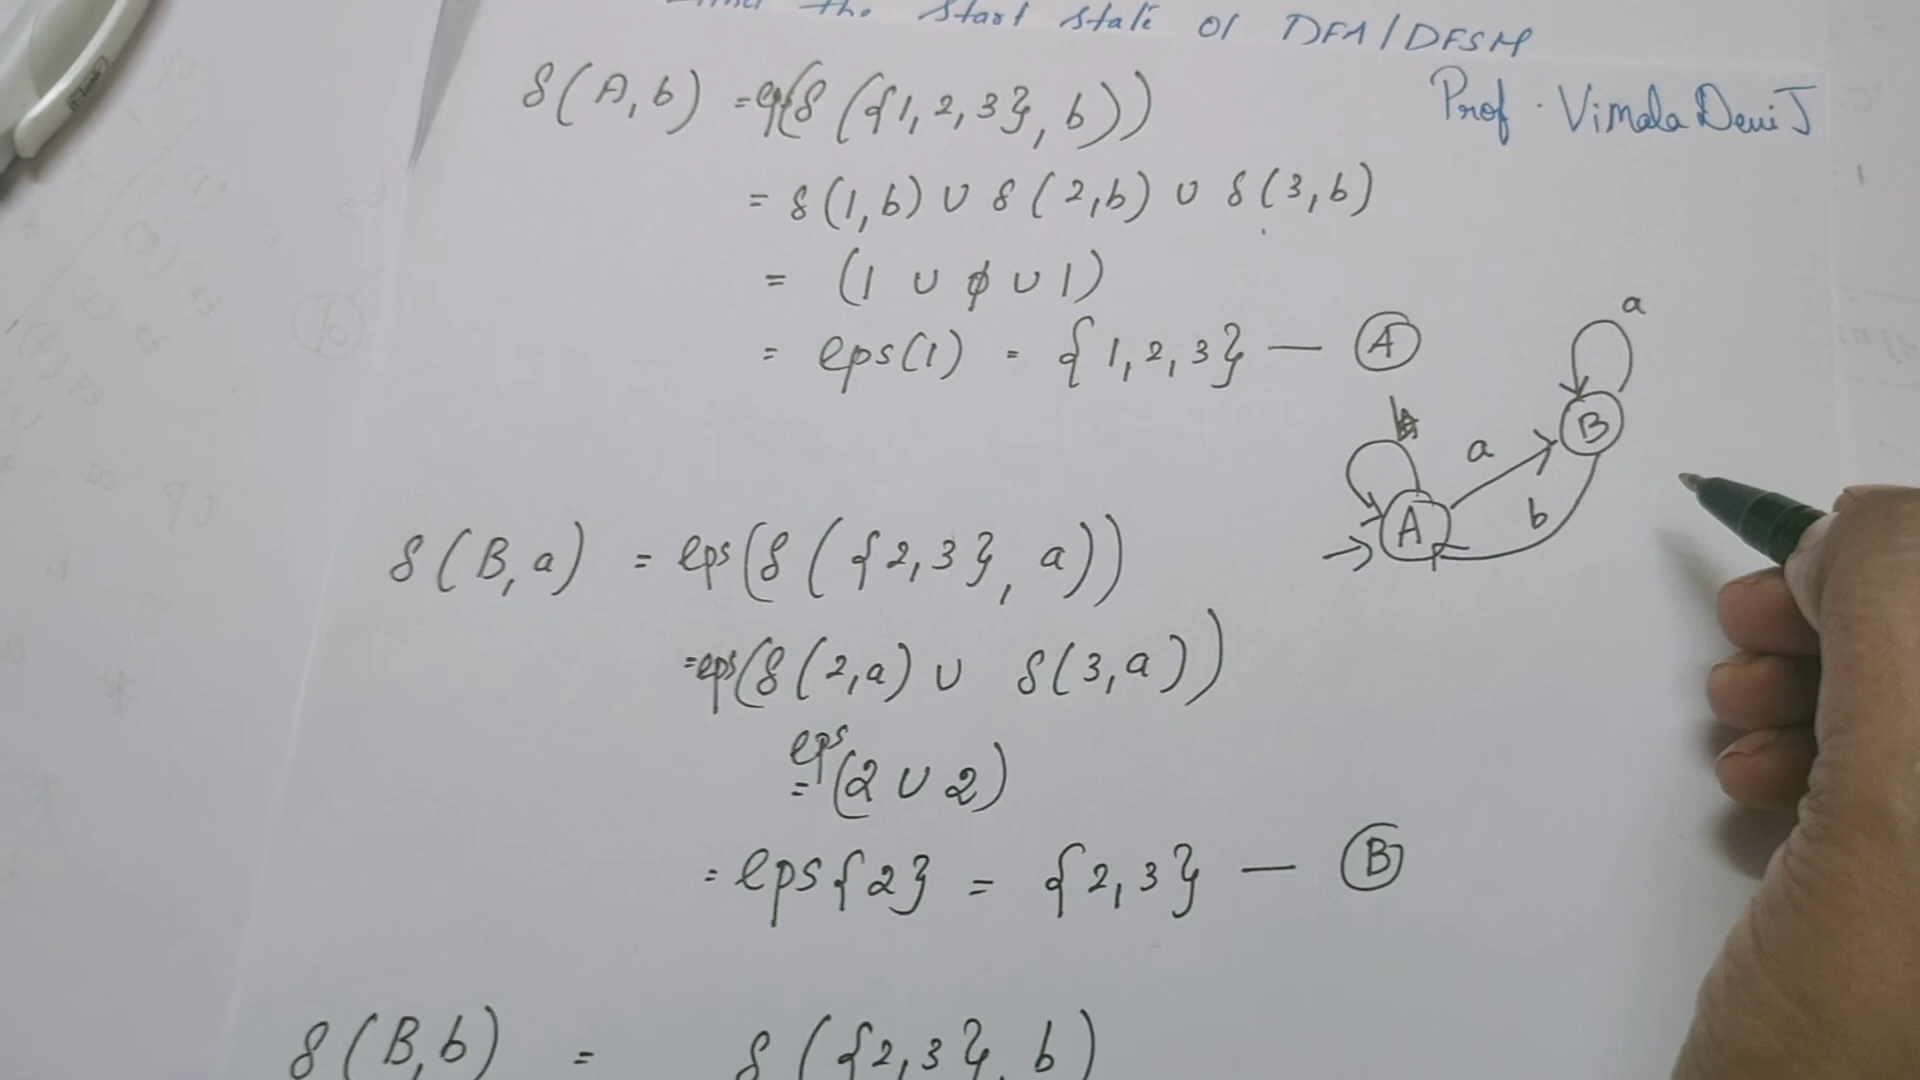 the start state of DFA/DFSM
Prof. Vimala Devi J
δ(A,b) = eps(δ({1,2,3},b))
= δ(1,b) ∪ δ(2,b) ∪ δ(3,b)
= (1 ∪ ϕ ∪ 1)
= eps(1) = {1,2,3} — A
a
B
a
b
A
δ(B,a) = eps(δ({2,3},a))
=eps(δ(2,a) ∪ δ(3,a))
= eps(2 ∪ 2)
= eps{2} = {2,3} — B
δ(B,b) = δ({2,3},b)